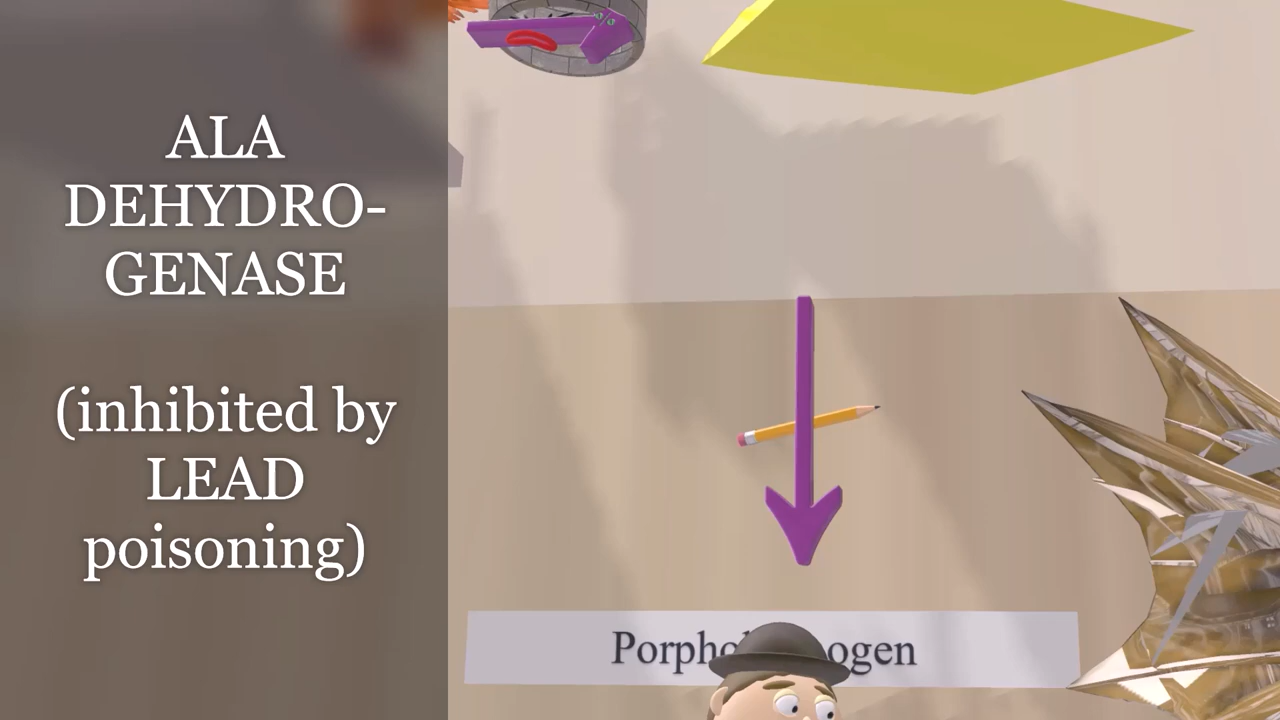 ALA
DEHYDRO-
GENASE
(inhibited by
LEAD
poisoning)